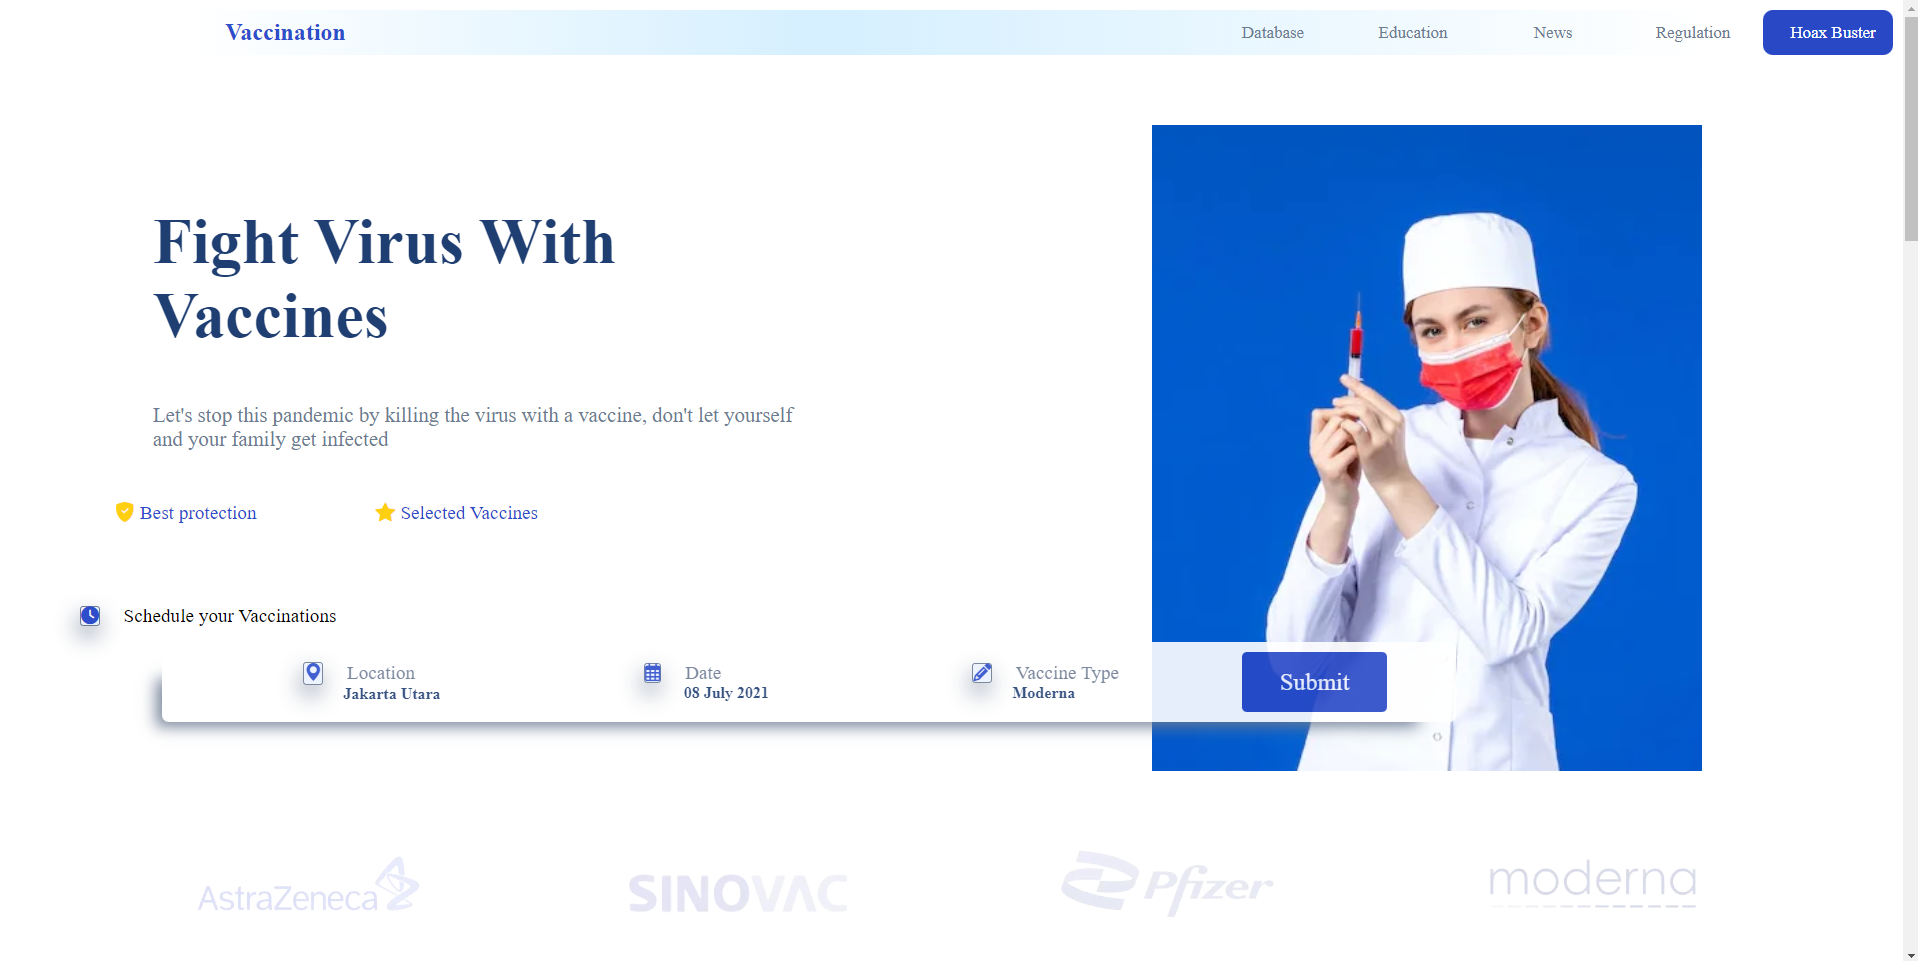 Vaccination
Database
Education
News
Regulation
Hoax Buster
Fight Virus With
Vaccines
Let's stop this pandemic by killing the virus with a vaccine, don't let yourself
and your family get infected
Best protection
Selected Vaccines
Schedule your Vaccinations
Location
Jakarta Utara
Date
08 July 2021
Vaccine Type
Moderna
Submit
AstraZeneca
SINOVAC
Pfizer
moderna